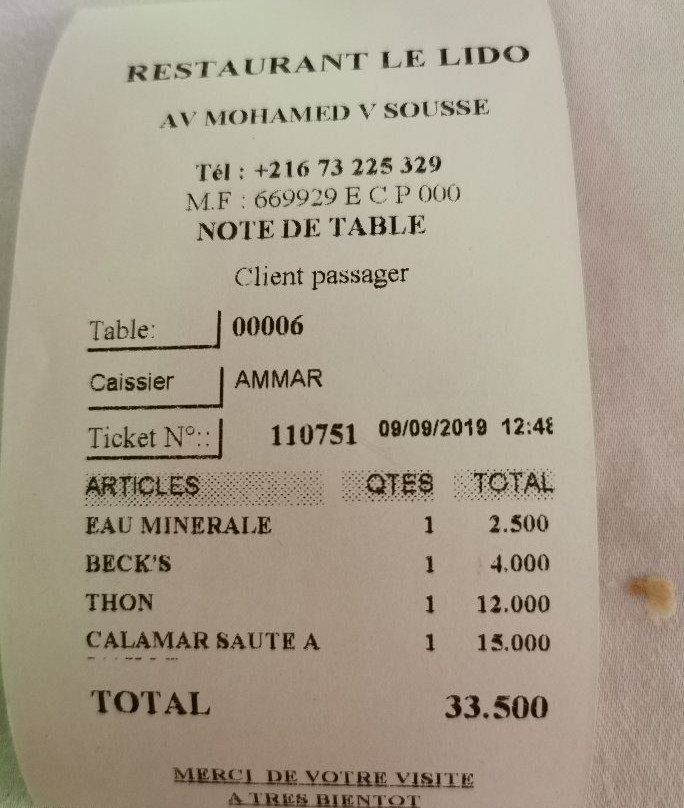 RESTAURANT LE LIDO
AV MOHAMED V SOUSSE
Tél : +216 73 225 329
M.F : 669929 E C P 000
NOTE DE TABLE
Client passager
Table: 00006
Caissier AMMAR
Ticket N°:: 110751 09/09/2019 12:48
ARTICLES QTES TOTAL
EAU MINERALE 1 2.500
BECK'S 1 4.000
THON 1 12.000
CALAMAR SAUTE A 1 15.000
TOTAL 33.500
MERCI DE VOTRE VISITE
A TRES BIENTOT